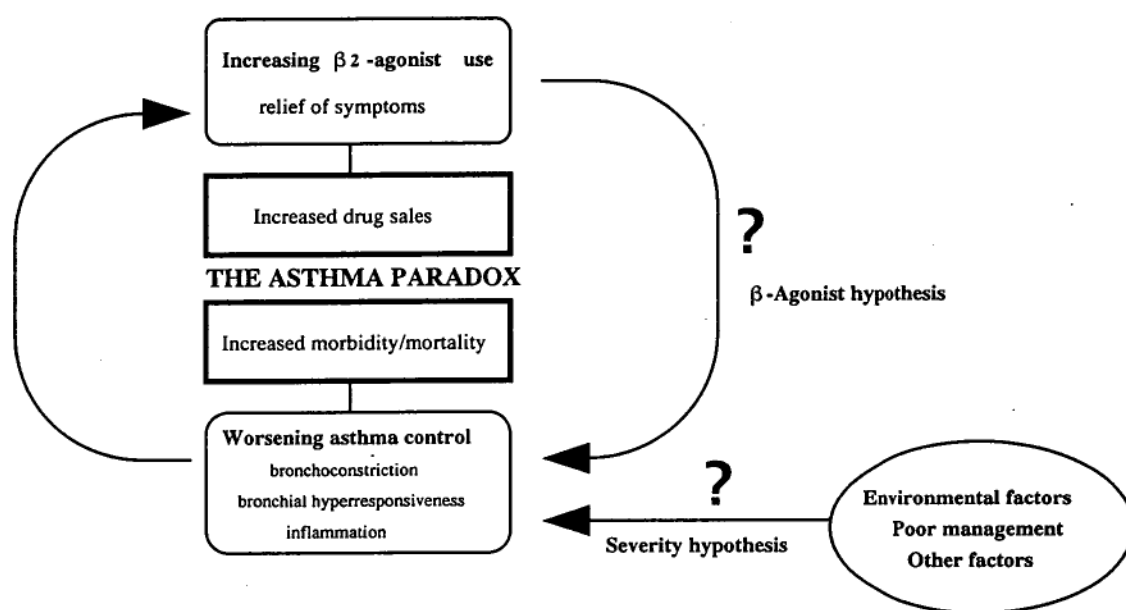 Increasing β2-agonist use
relief of symptoms
Increased drug sales
THE ASTHMA PARADOX
Increased morbidity/mortality
Worsening asthma control
bronchoconstriction
bronchial hyperresponsiveness
inflammation
?
β-Agonist hypothesis
?
Severity hypothesis
Environmental factors
Poor management
Other factors